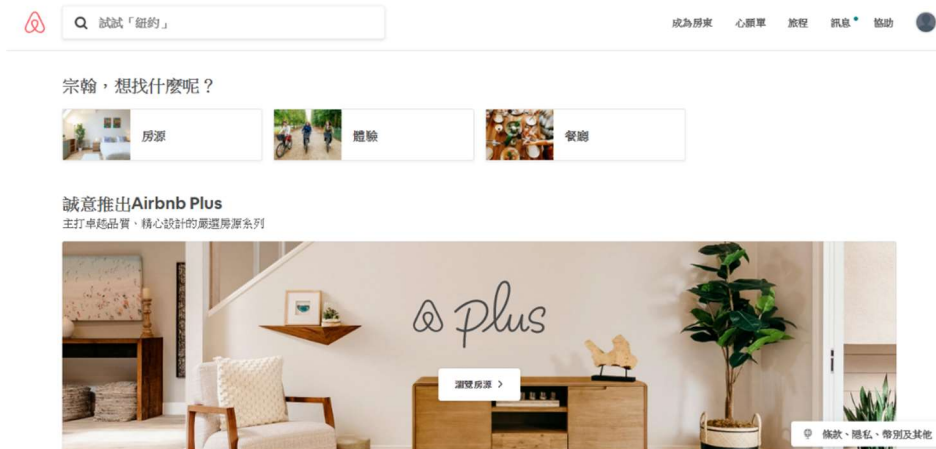 試試「紐約」
成為房東
心願單
旅程
訊息
協助
宗翰，想找什麼呢？
房源
體驗
餐廳
誠意推出Airbnb Plus
主打卓越品質、精心設計的嚴選房源系列
plus
瀏覽房源
條款、隱私、幣別及其他